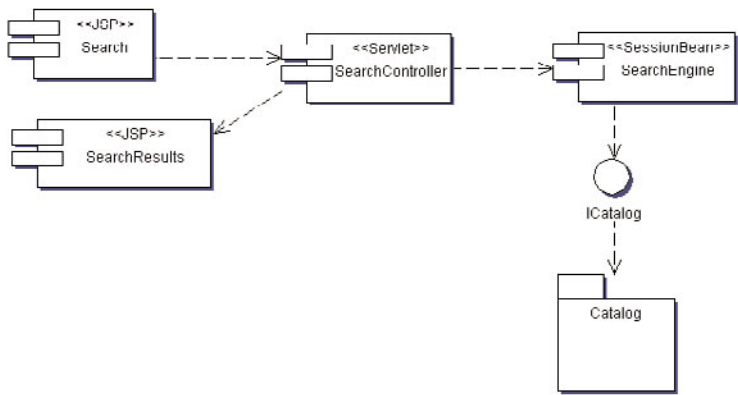 <<JSP>>
Search
<<Servlet>>
SearchController
<<SessionBean>>
SearchEngine
<<JSP>>
SearchResults
ICatalog
Catalog